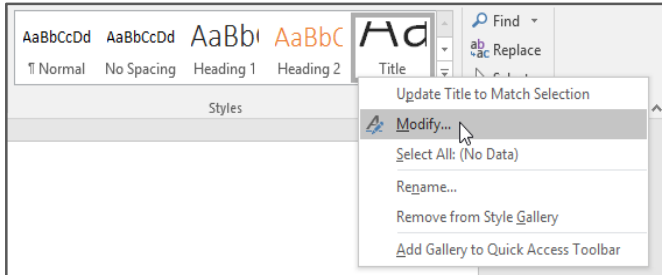 AaBbCcDd AaBbCcDd AaBb( AaBbC Aa
¶ Normal No Spacing Heading 1 Heading 2 Title
Styles
Find
Replace
Update Title to Match Selection
Modify...
Select All: (No Data)
Rename...
Remove from Style Gallery
Add Gallery to Quick Access Toolbar